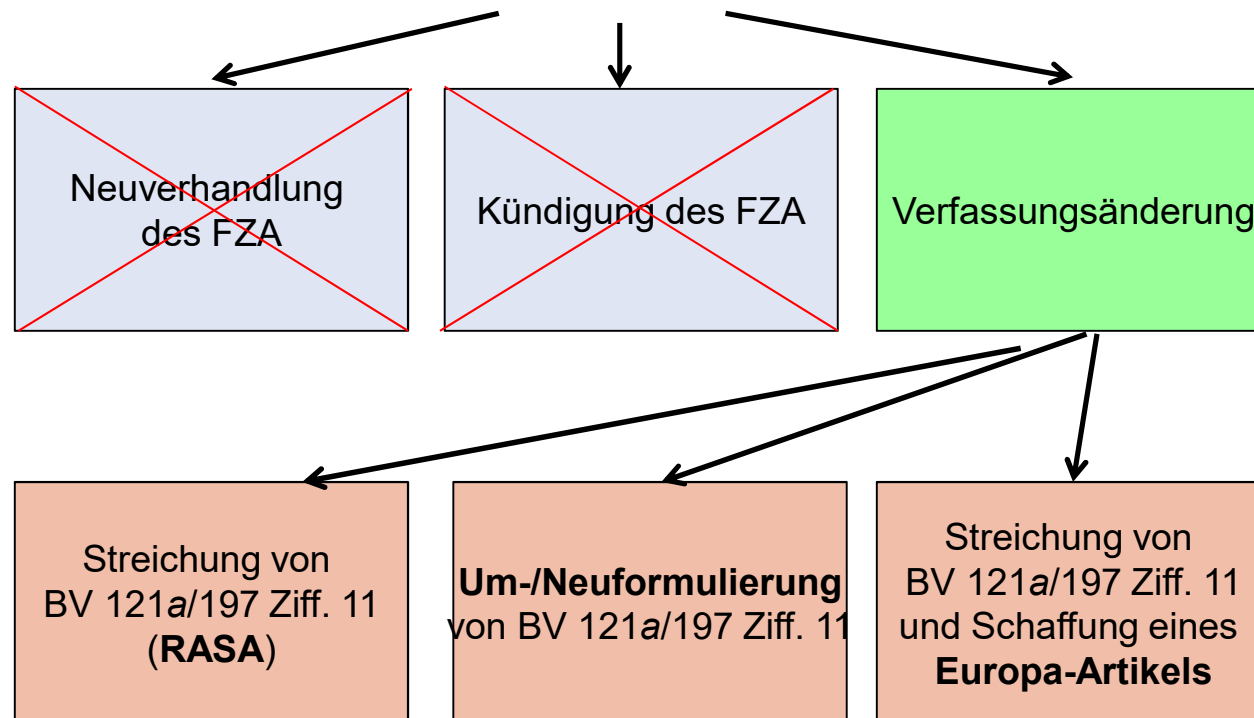 Neuverhandlung
des FZA
Kündigung des FZA
Verfassungsänderung
Streichung von
BV 121a/197 Ziff. 11
(RASA)
Um-/Neuformulierung
von BV 121a/197 Ziff. 11
Streichung von
BV 121a/197 Ziff. 11
und Schaffung eines
Europa-Artikels